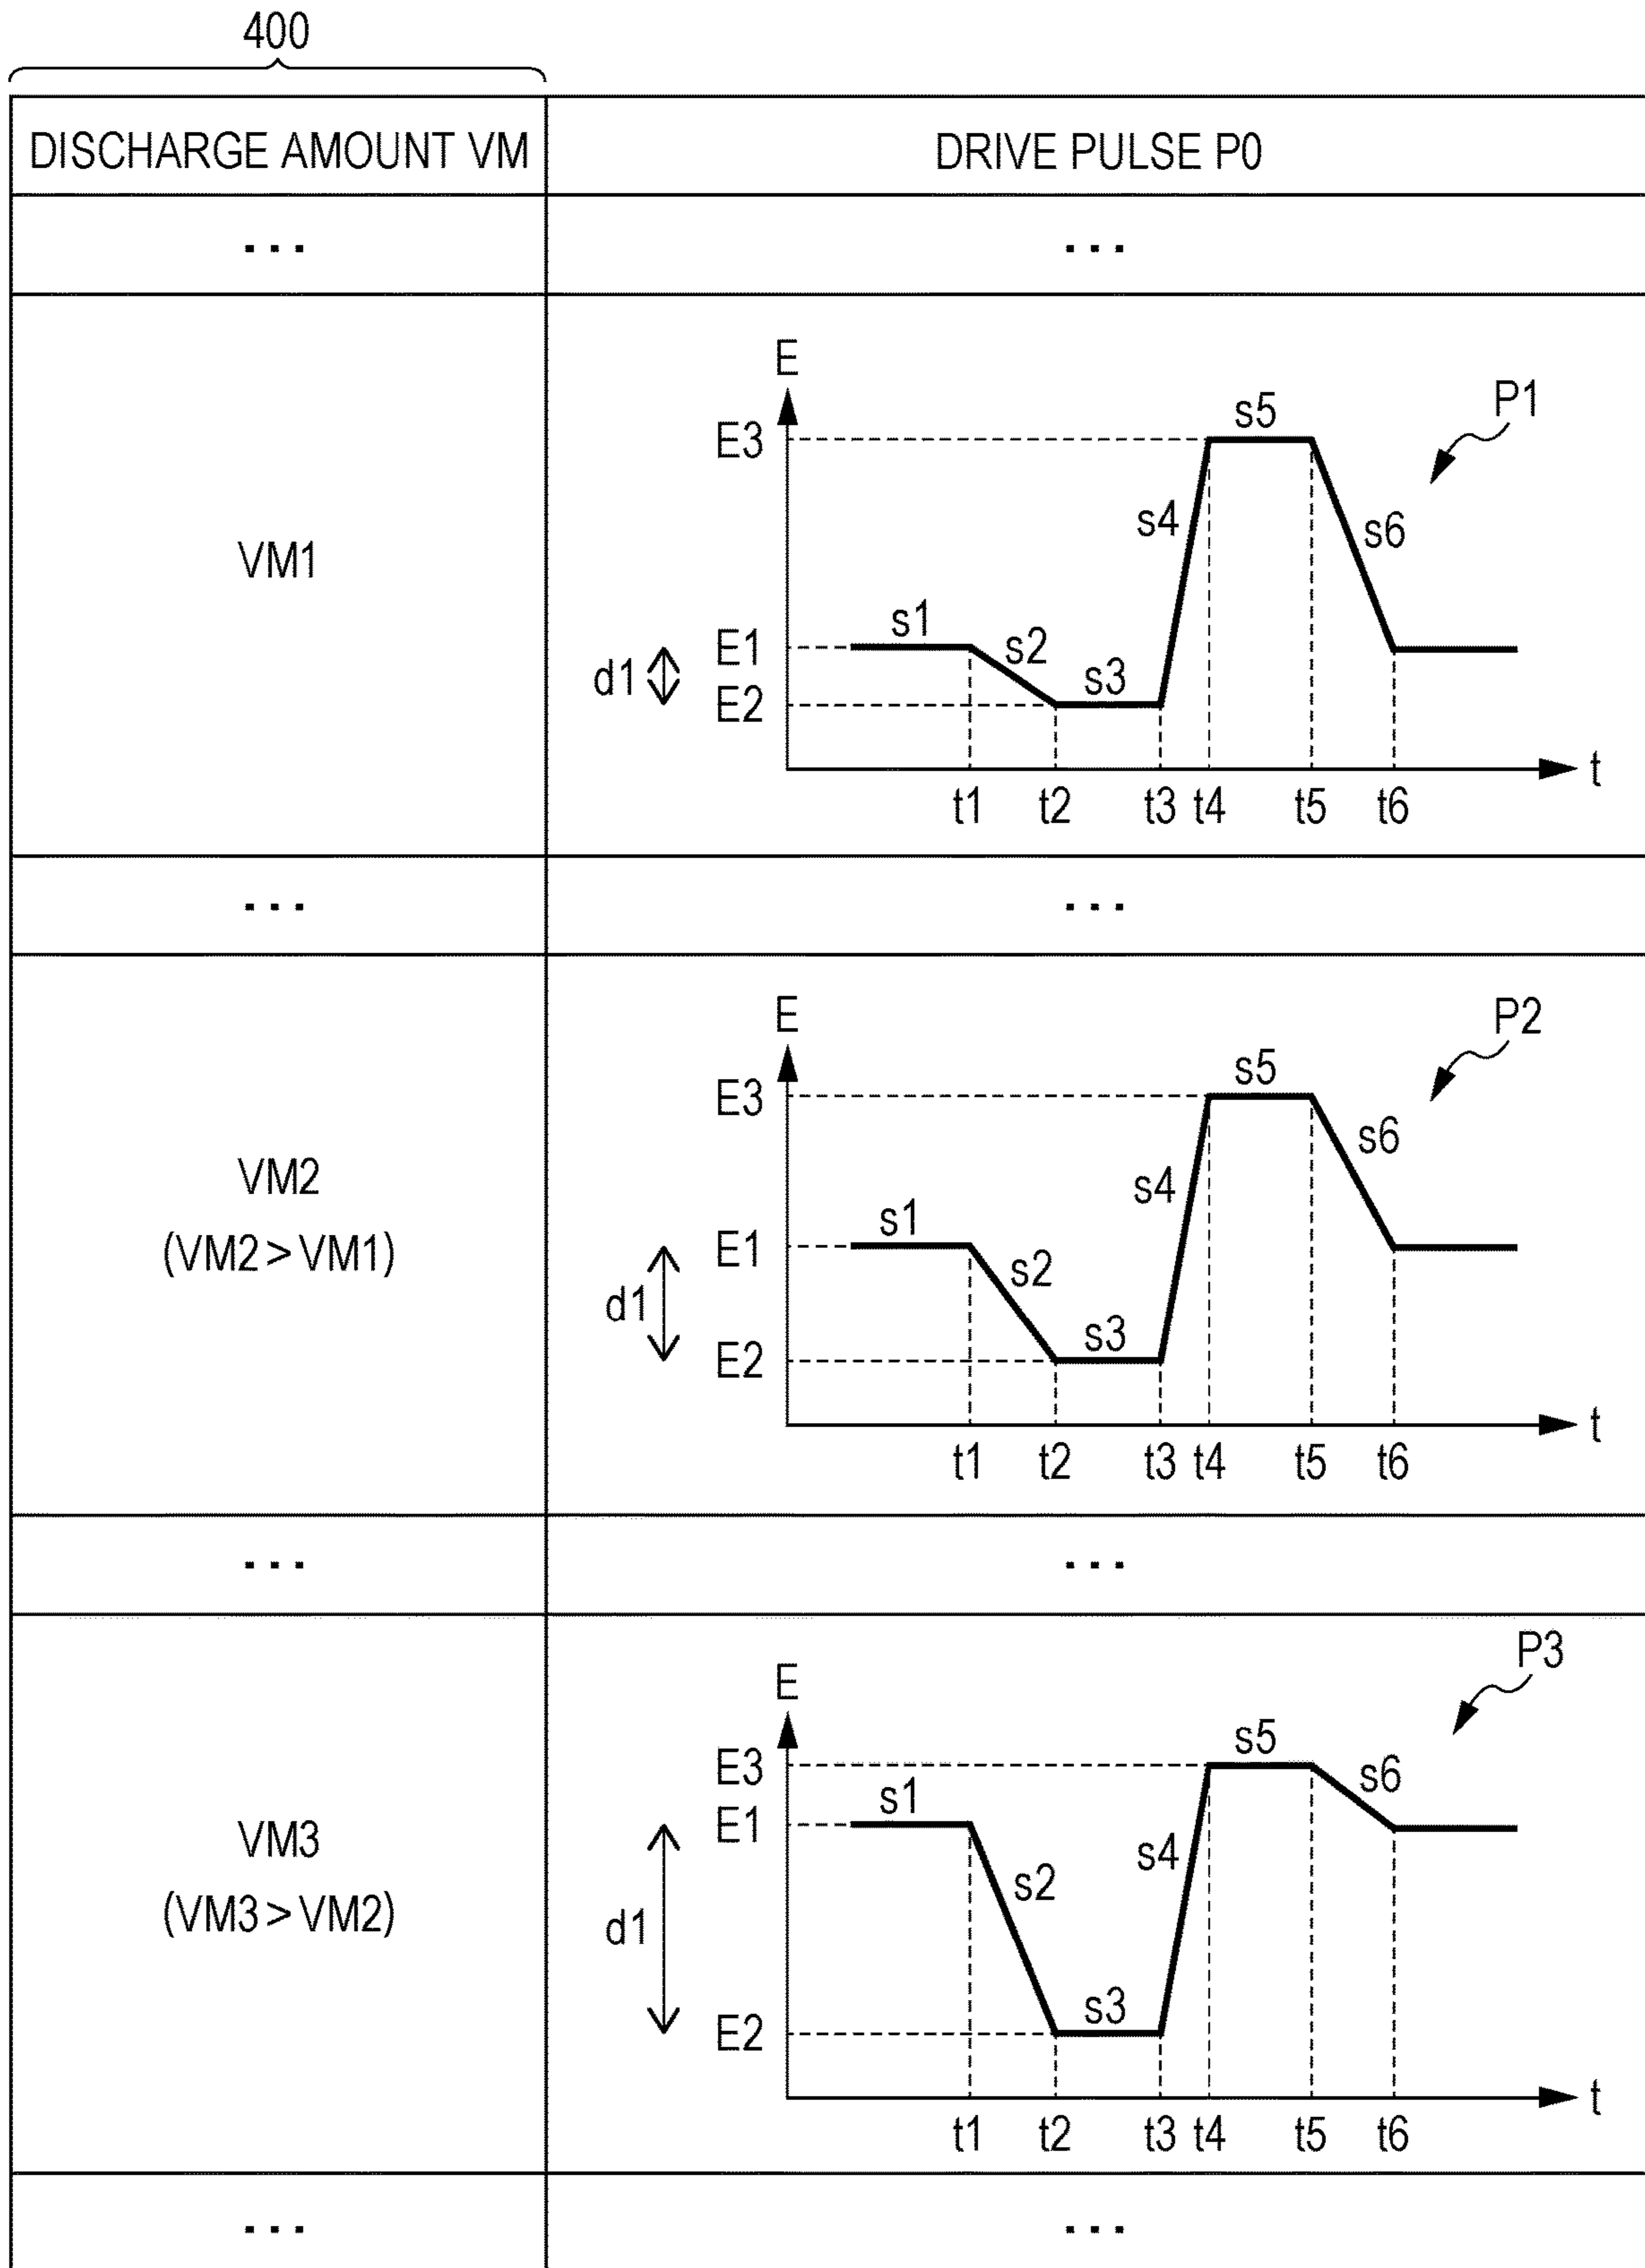 400
DISCHARGE AMOUNT VM
DRIVE PULSE P0
... ...
VM1
E
P1
s5
E3
s4
s6
s1
E1
s2
d1
s3
E2
t
t1 t2 t3 t4 t5 t6
... ...
VM2
(VM2 > VM1)
E
P2
s5
E3
s6
s4
s1
E1
s2
d1
s3
E2
t
t1 t2 t3 t4 t5 t6
... ...
VM3
(VM3 > VM2)
P3
E
s5
E3
s6
s1
E1
s4
s2
d1
s3
E2
t
t1 t2 t3 t4 t5 t6
... ...